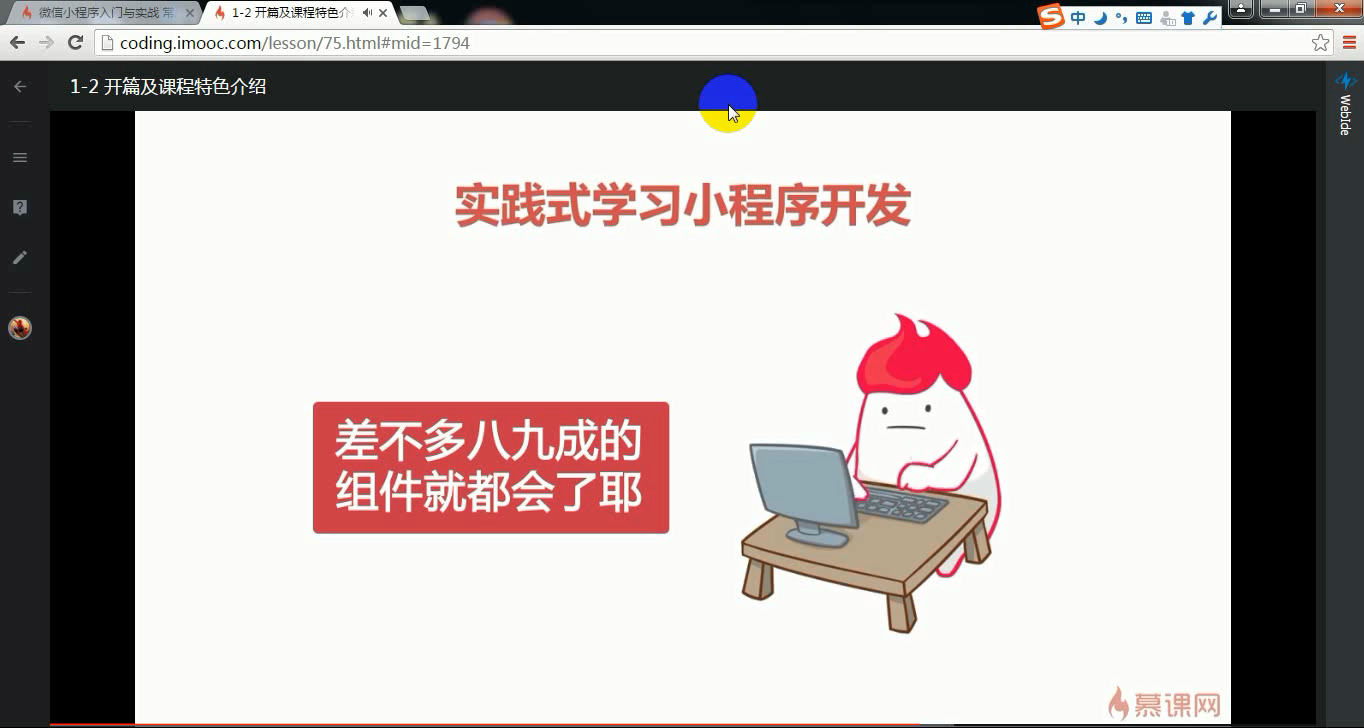 微信小程序入门与实战 常
1-2 开篇及课程特色介
coding.imooc.com/lesson/75.html#mid=1794
中
1-2 开篇及课程特色介绍
WebIde
实践式学习小程序开发
差不多八九成的
组件就都会了耶
慕课网